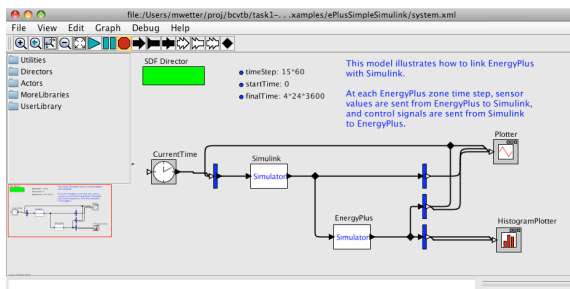 file:/Users/mwetter/proj/bcvtb/task1-...xamples/ePlusSimpleSimulink/system.xml
File View Edit Graph Debug Help
Utilities
Directors
Actors
MoreLibraries
UserLibrary
SDF Director
timeStep: 15*60
startTime: 0
finalTime: 4*24*3600
This model illustrates how to link EnergyPlus
with Simulink.
At each EnergyPlus zone time step, sensor
values are sent from EnergyPlus to Simulink,
and control signals are sent from Simulink
to EnergyPlus.
Plotter
CurrentTime
Simulink
Simulator
EnergyPlus
Simulator
HistogramPlotter